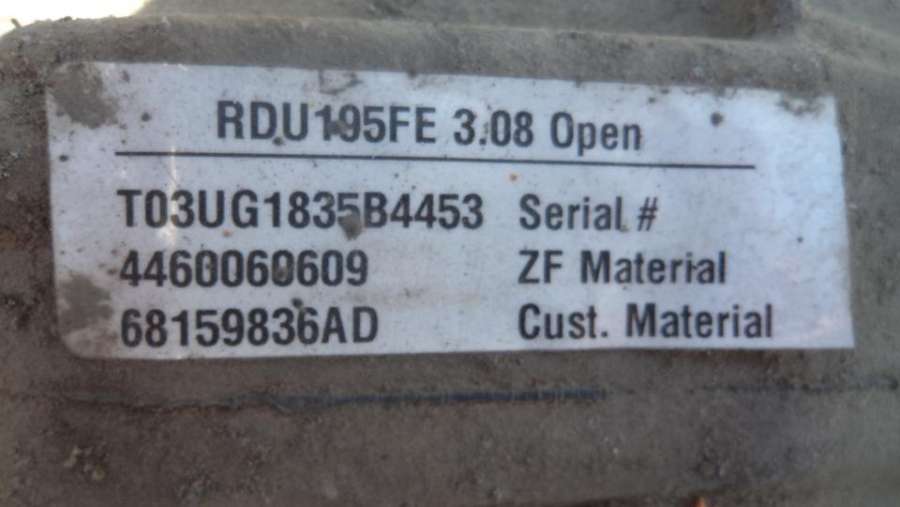 RDU195FE 3.08 Open
T03UG1835B4453 Serial #
4460060609 ZF Material
68159836AD Cust. Material